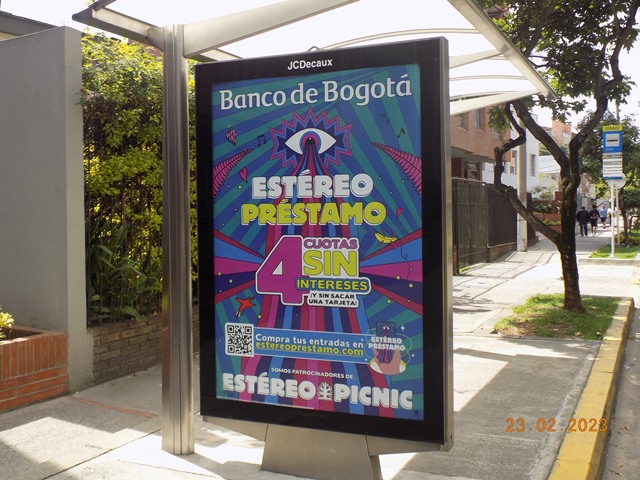 JCDecaux
Banco de Bogotá
ESTÉREO
PRÉSTAMO
4 CUOTAS
SIN
INTERESES
¡Y SIN SACAR
UNA TARJETA!
Compra tus entradas en:
estereoprestamo.com
ESTÉREO
PRÉSTAMO
SOMOS PATROCINADORES DE
ESTÉREO PICNIC
23.02.2023